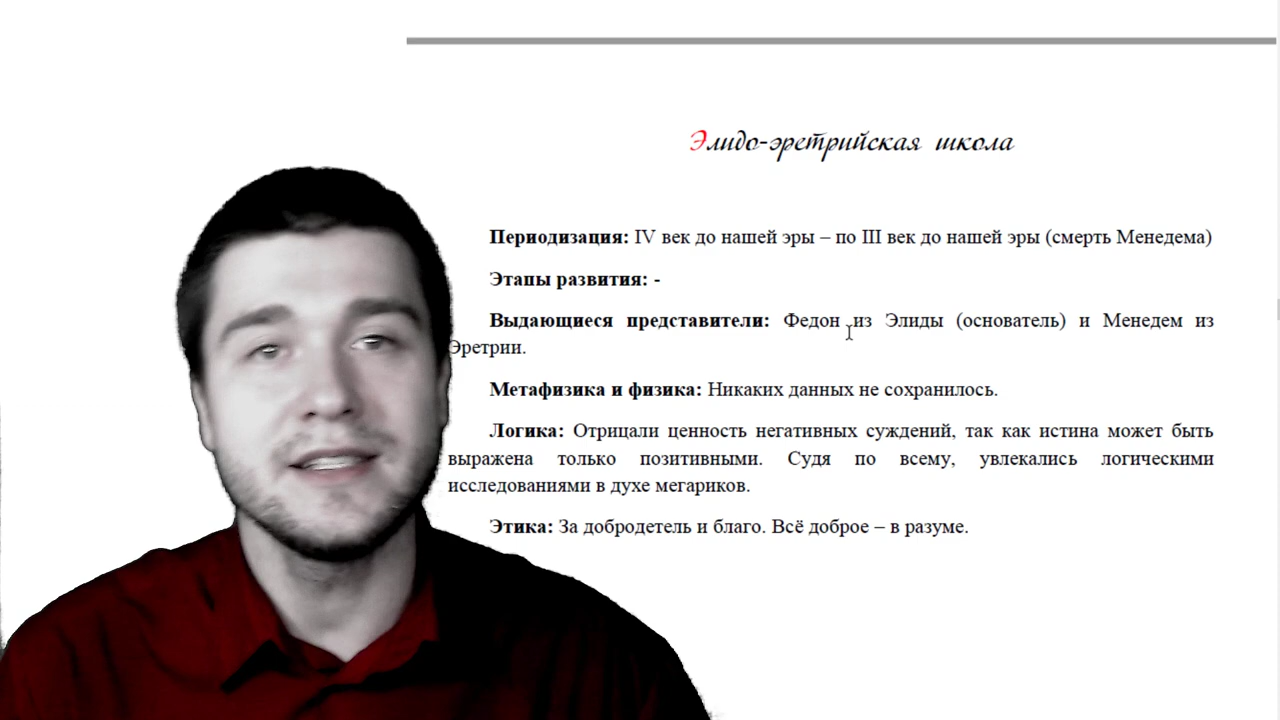 Элидо-эретрийская школа
Периодизация: IV век до нашей эры – по III век до нашей эры (смерть Менедема)
Этапы развития: -
Выдающиеся представители: Федон из Элиды (основатель) и Менедем из
Эретрии.
Метафизика и физика: Никаких данных не сохранилось.
Логика: Отрицали ценность негативных суждений, так как истина может быть
выражена только позитивными. Судя по всему, увлекались логическими
исследованиями в духе мегариков.
Этика: За добродетель и благо. Всё доброе – в разуме.